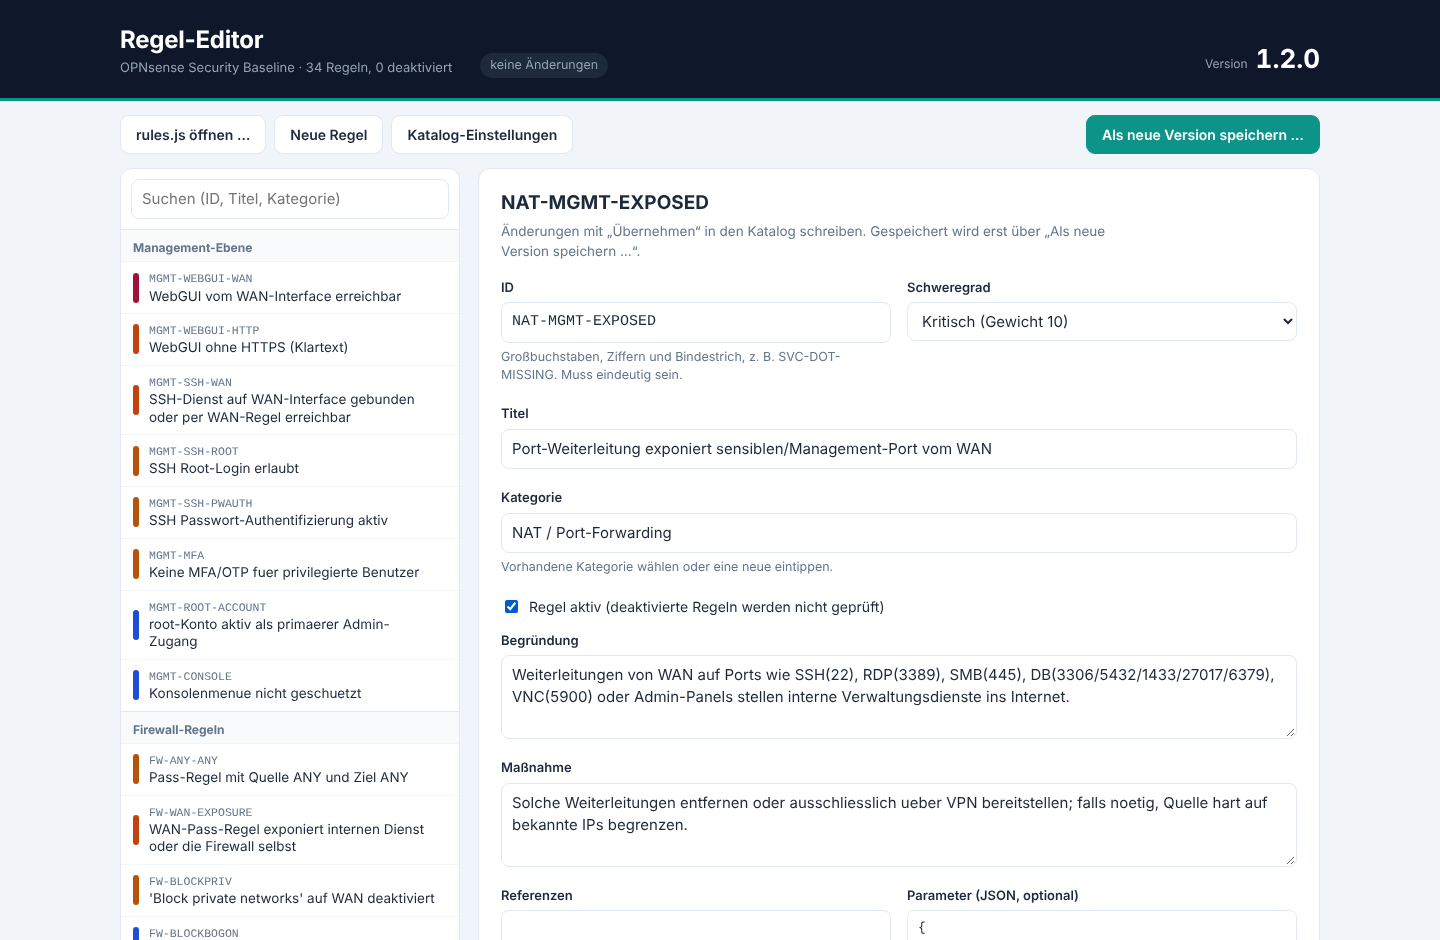 Regel-Editor
OPNsense Security Baseline · 34 Regeln, 0 deaktiviert
keine Änderungen
Version 1.2.0
rules.js öffnen ...
Neue Regel
Katalog-Einstellungen
Als neue Version speichern ...
Suchen (ID, Titel, Kategorie)
Management-Ebene
MGMT-WEBGUI-WAN
WebGUI vom WAN-Interface erreichbar
MGMT-WEBGUI-HTTP
WebGUI ohne HTTPS (Klartext)
MGMT-SSH-WAN
SSH-Dienst auf WAN-Interface gebunden
oder per WAN-Regel erreichbar
MGMT-SSH-ROOT
SSH Root-Login erlaubt
MGMT-SSH-PWAUTH
SSH Passwort-Authentifizierung aktiv
MGMT-MFA
Keine MFA/OTP fuer privilegierte Benutzer
MGMT-ROOT-ACCOUNT
root-Konto aktiv als primaerer Admin-
Zugang
MGMT-CONSOLE
Konsolenmenue nicht geschuetzt
Firewall-Regeln
FW-ANY-ANY
Pass-Regel mit Quelle ANY und Ziel ANY
FW-WAN-EXPOSURE
WAN-Pass-Regel exponiert internen Dienst
oder die Firewall selbst
FW-BLOCKPRIV
'Block private networks' auf WAN deaktiviert
FW-BLOCKBOGON
NAT-MGMT-EXPOSED
Änderungen mit „Übernehmen“ in den Katalog schreiben. Gespeichert wird erst über „Als neue
Version speichern ...“.
ID
NAT-MGMT-EXPOSED
Großbuchstaben, Ziffern und Bindestrich, z. B. SVC-DOT-
MISSING. Muss eindeutig sein.
Schweregrad
Kritisch (Gewicht 10)
Titel
Port-Weiterleitung exponiert sensiblen/Management-Port vom WAN
Kategorie
NAT / Port-Forwarding
Vorhandene Kategorie wählen oder eine neue eintippen.
Regel aktiv (deaktivierte Regeln werden nicht geprüft)
Begründung
Weiterleitungen von WAN auf Ports wie SSH(22), RDP(3389), SMB(445), DB(3306/5432/1433/27017/6379),
VNC(5900) oder Admin-Panels stellen interne Verwaltungsdienste ins Internet.
Maßnahme
Solche Weiterleitungen entfernen oder ausschliesslich ueber VPN bereitstellen; falls noetig, Quelle hart auf
bekannte IPs begrenzen.
Referenzen
Parameter (JSON, optional)
{